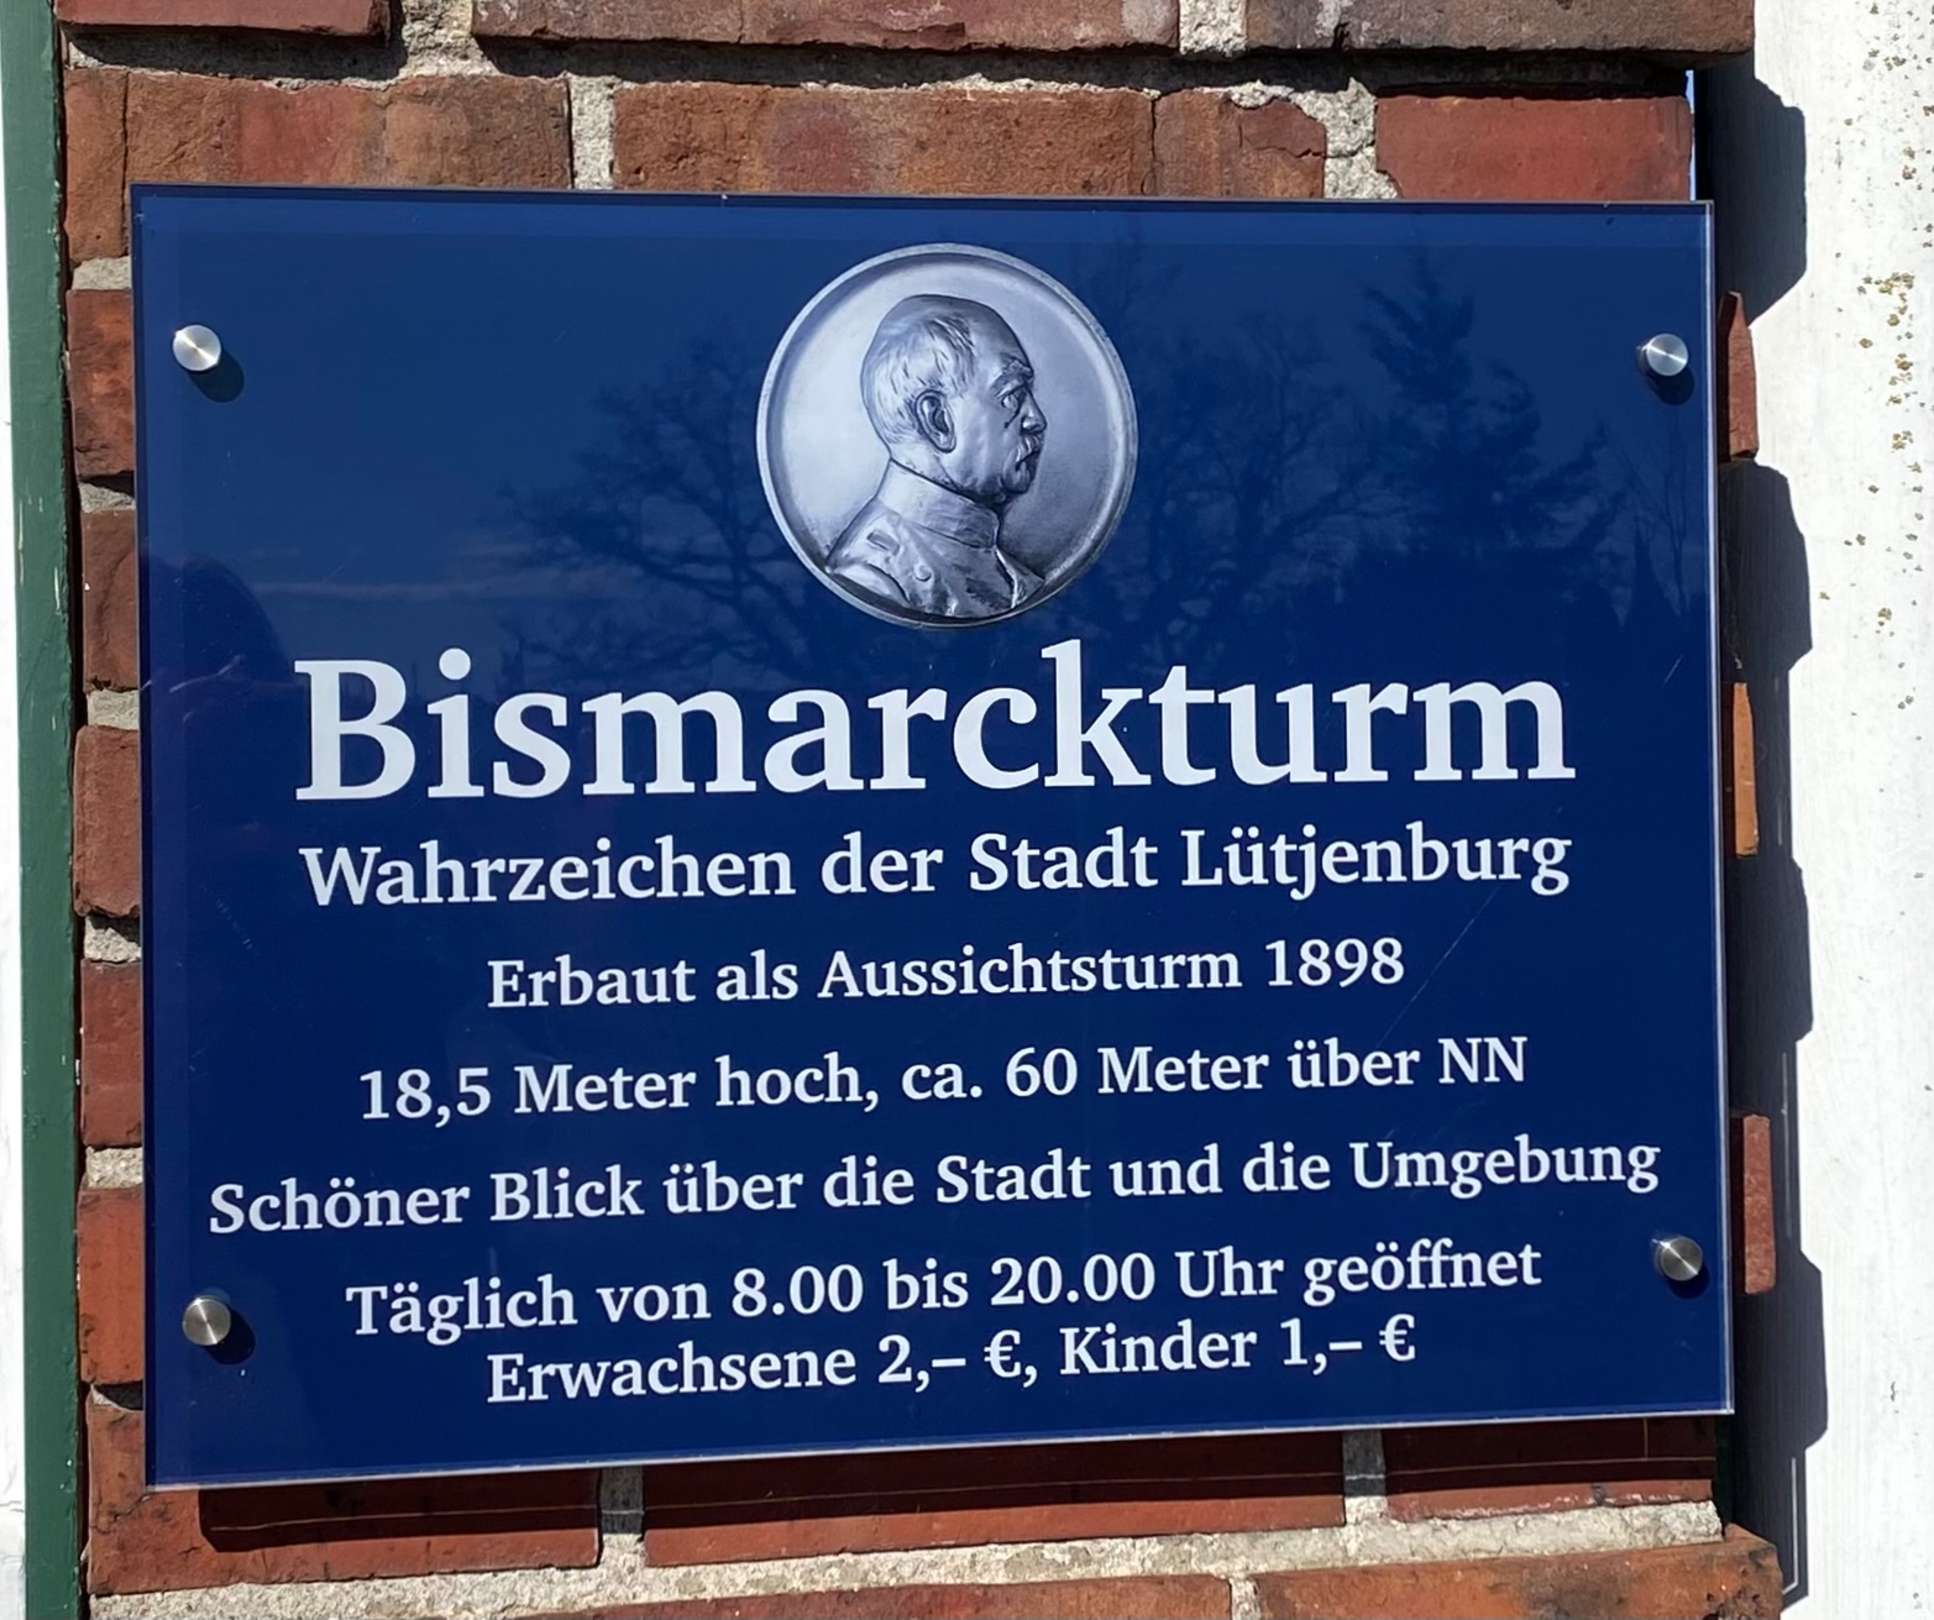 Bismarckturm
Wahrzeichen der Stadt Lütjenburg
Erbaut als Aussichtsturm 1898
18,5 Meter hoch, ca. 60 Meter über NN
Schöner Blick über die Stadt und die Umgebung
Täglich von 8.00 bis 20.00 Uhr geöffnet
Erwachsene 2,– €, Kinder 1,– €